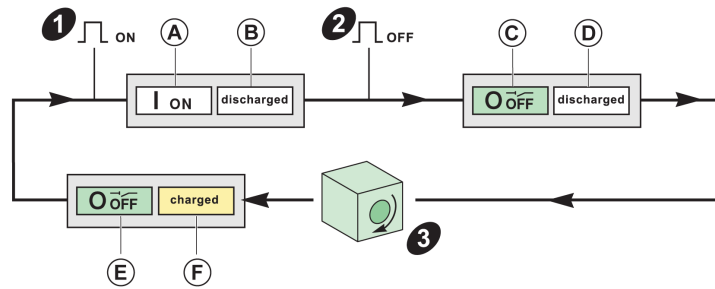 1 ON A B 2 OFF C D
I ON discharged O OFF discharged
O OFF charged
E F 3